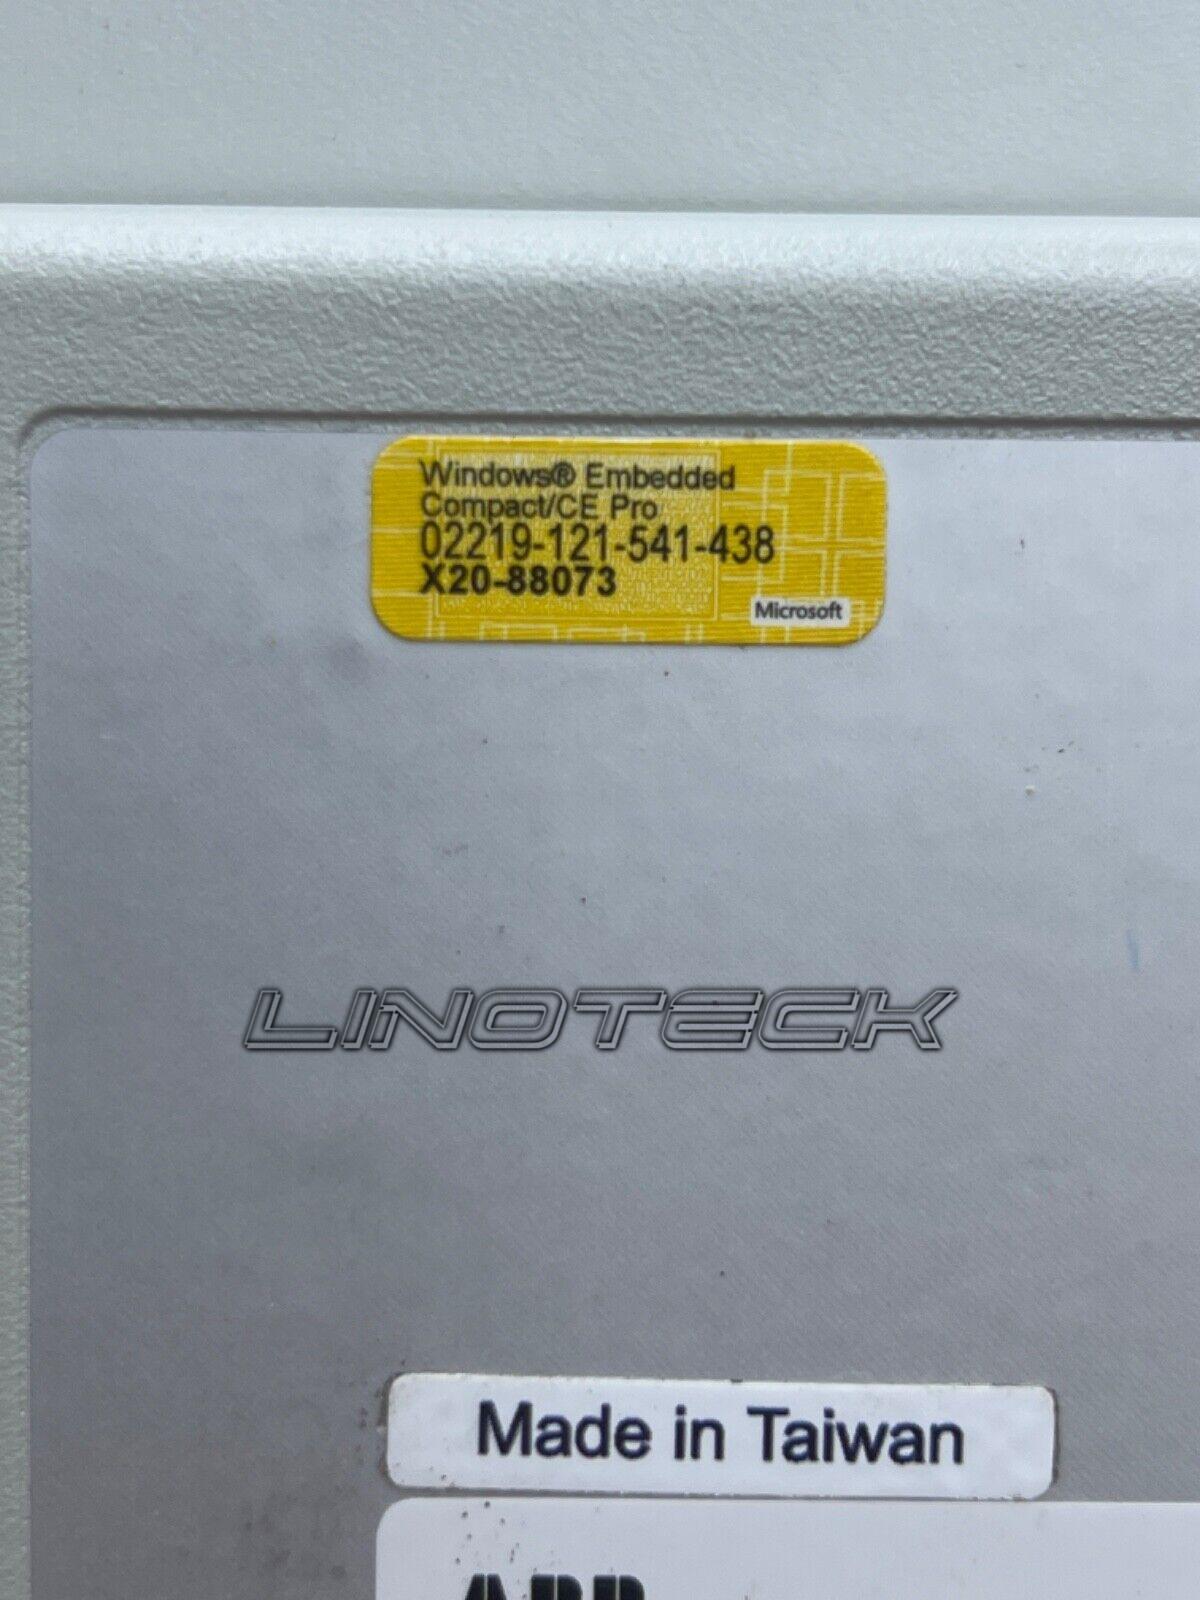 Windows® Embedded
Compact/CE Pro
02219-121-541-438
X20-88073
Microsoft
LINOTECK
Made in Taiwan